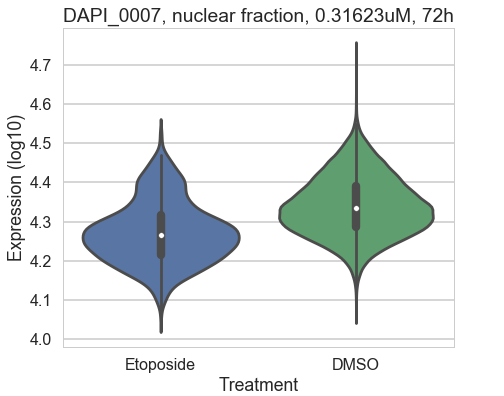 DAPI_0007, nuclear fraction, 0.31623uM, 72h
Expression (log10)
4.7
4.6
4.5
4.4
4.3
4.2
4.1
4.0
Etoposide DMSO
Treatment